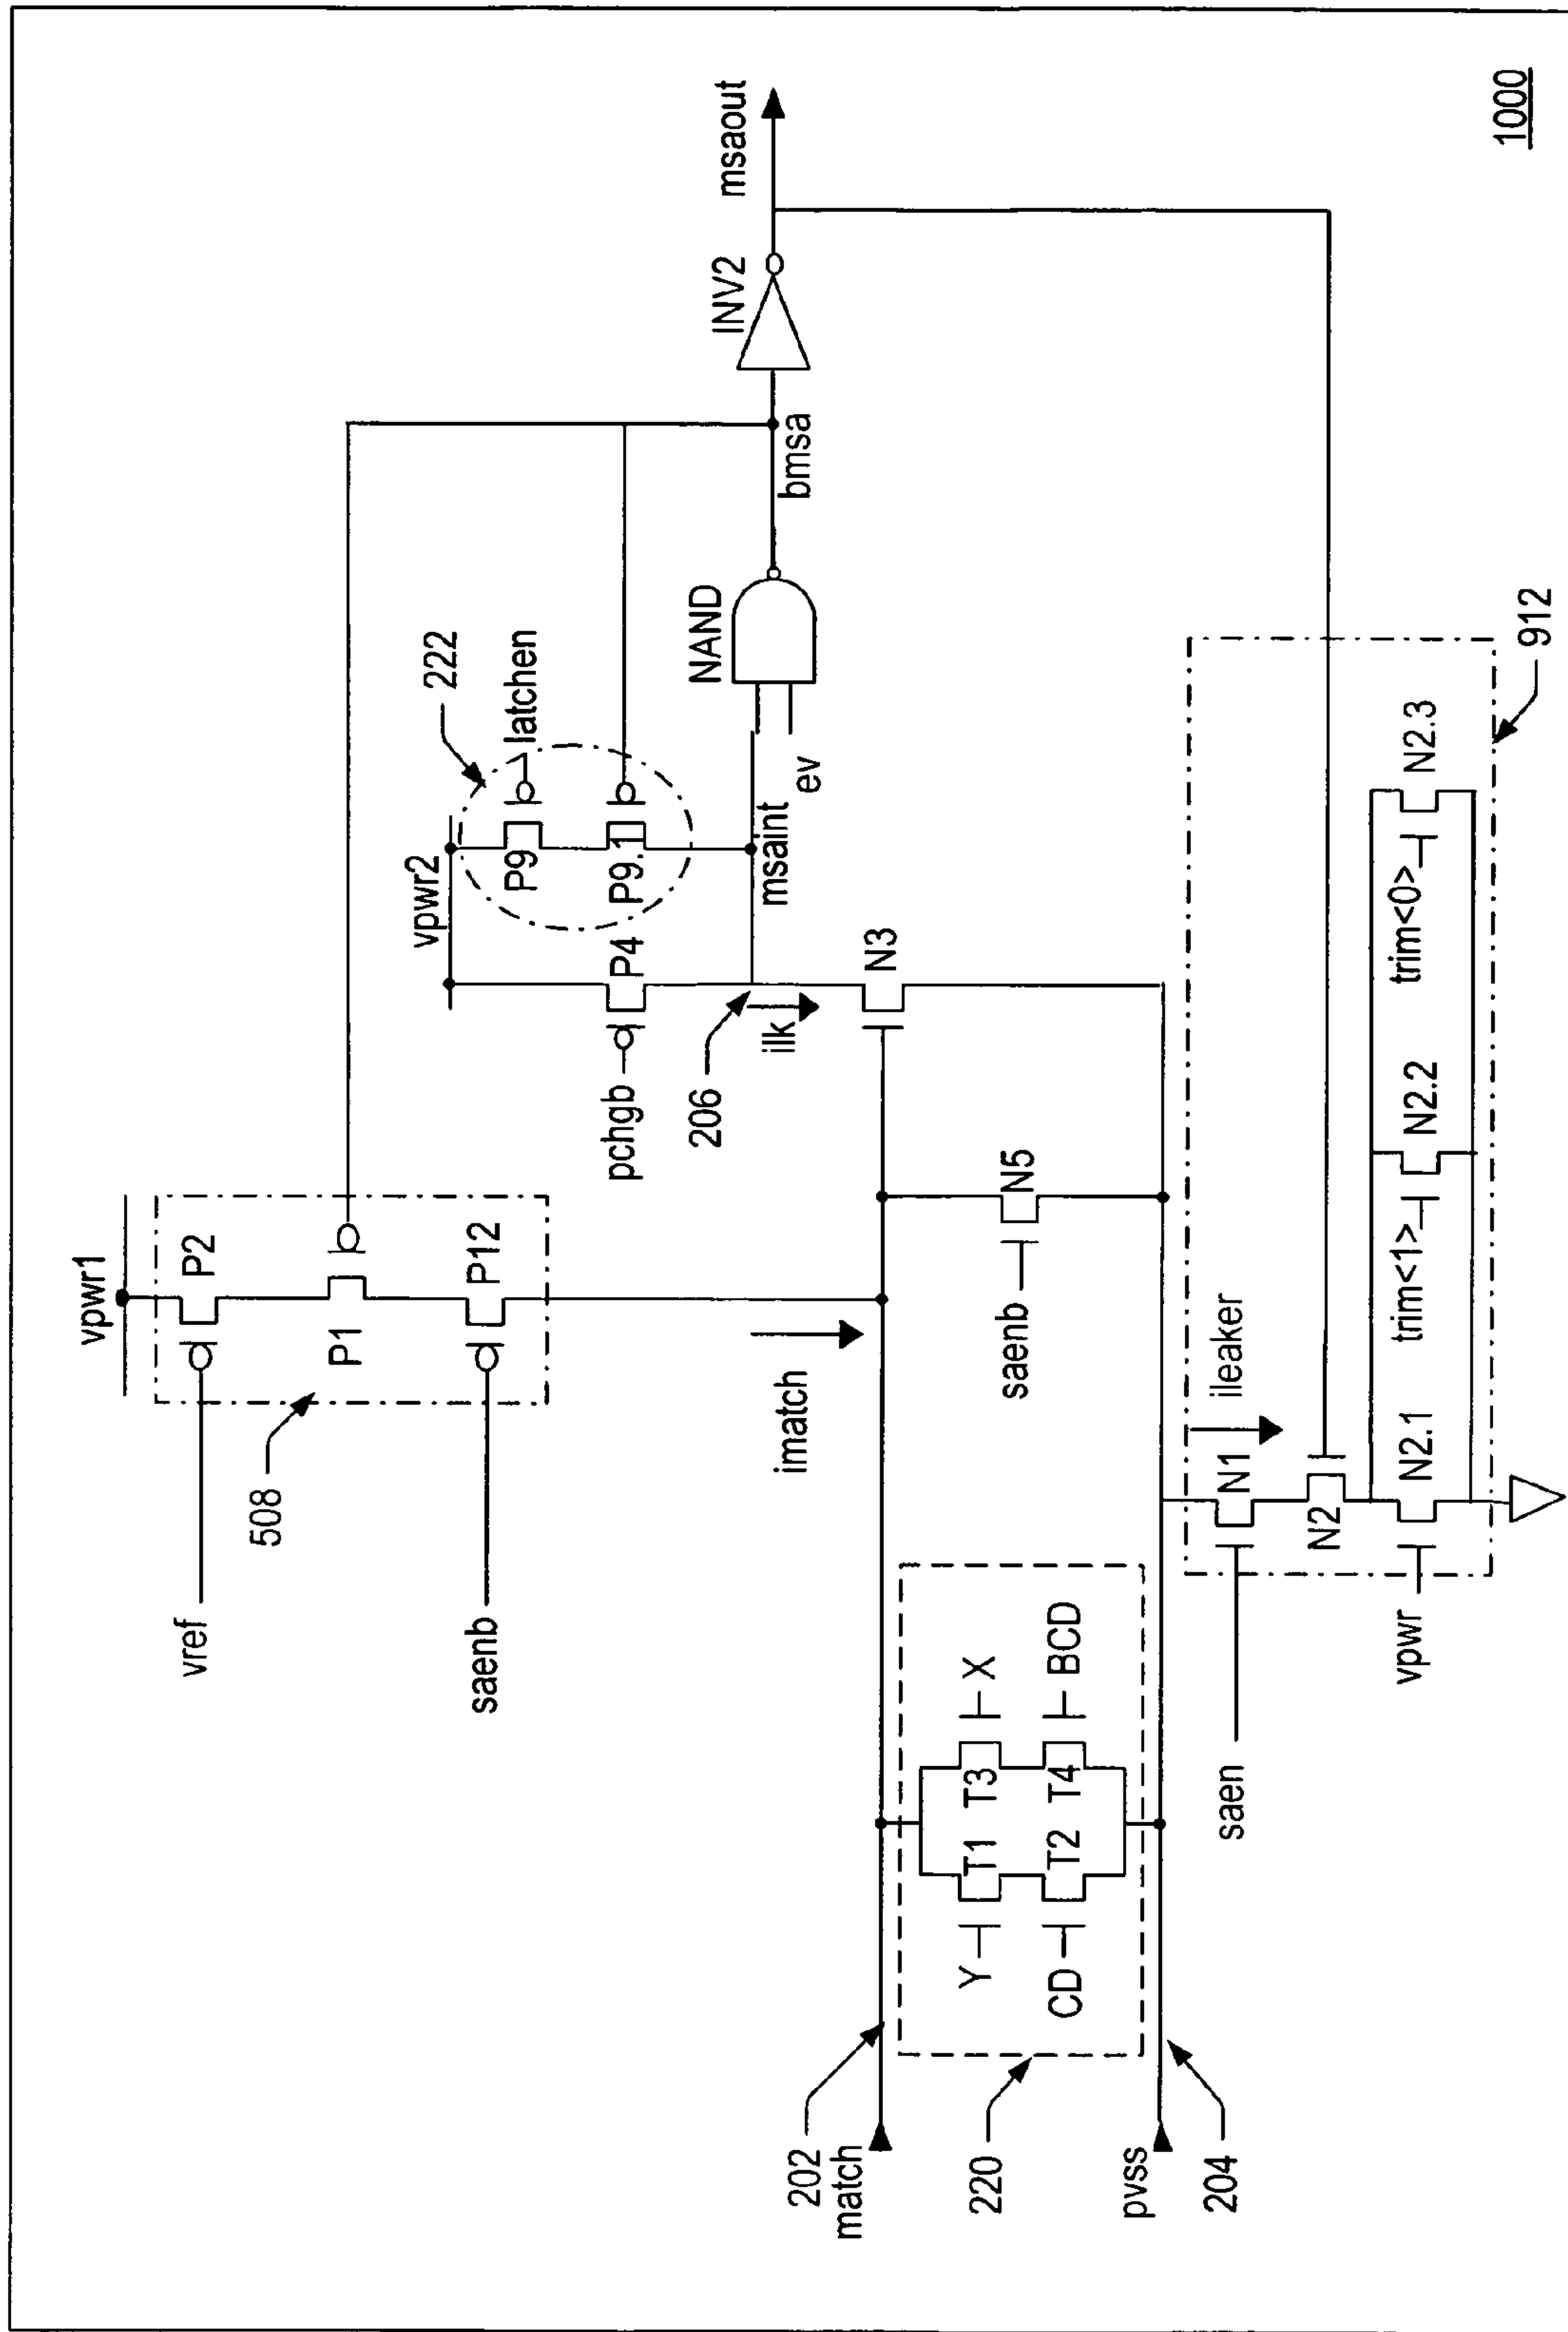 vpwr1
vref
P2
P1
508
saenb
P12
imatch
vpwr2
222
P9
latchen
P9.1
pchgb
P4
206
ilk
msaint
ev
NAND
bmsa
INV2
msaout
N3
saenb
N5
202
match
220
Y
T1
T3
X
CD
T2
T4
BCD
pvss
204
saen
N1
ileaker
N2
vpwr
N2.1
trim<1>
N2.2
trim<0>
N2.3
912
1000